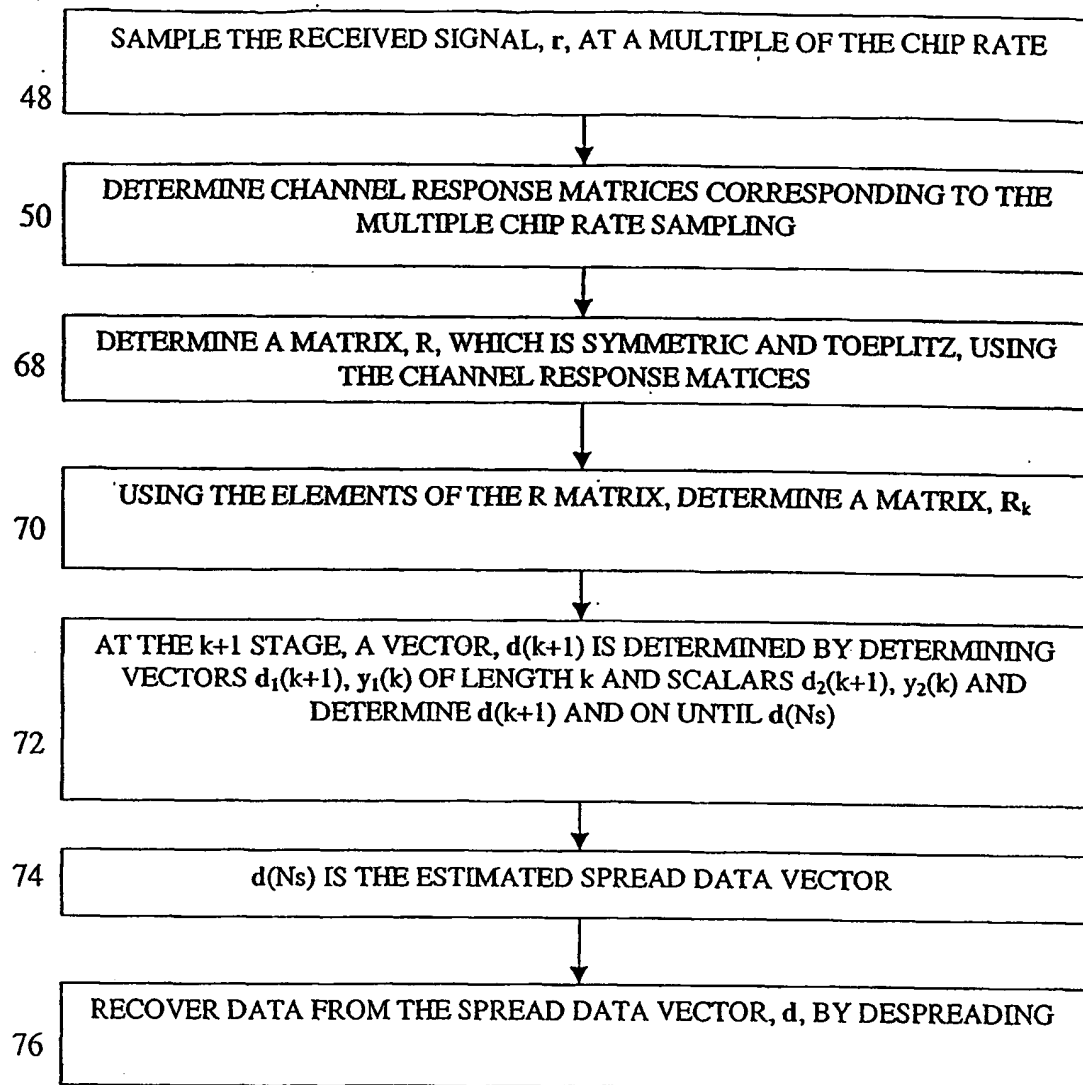 SAMPLE THE RECEIVED SIGNAL, r, AT A MULTIPLE OF THE CHIP RATE
48
DETERMINE CHANNEL RESPONSE MATRICES CORRESPONDING TO THE
50
MULTIPLE CHIP RATE SAMPLING
DETERMINE A MATRIX, R, WHICH IS SYMMETRIC AND TOEPLITZ, USING
68
THE CHANNEL RESPONSE MATICES
USING THE ELEMENTS OF THE R MATRIX, DETERMINE A MATRIX, Rk
70
AT THE k+1 STAGE, A VECTOR, d(k+1) IS DETERMINED BY DETERMINING
VECTORS d1(k+1), y1(k) OF LENGTH k AND SCALARS d2(k+1), y2(k) AND
DETERMINE d(k+1) AND ON UNTIL d(Ns)
72
74
d(Ns) IS THE ESTIMATED SPREAD DATA VECTOR
RECOVER DATA FROM THE SPREAD DATA VECTOR, d, BY DESPREADING
76